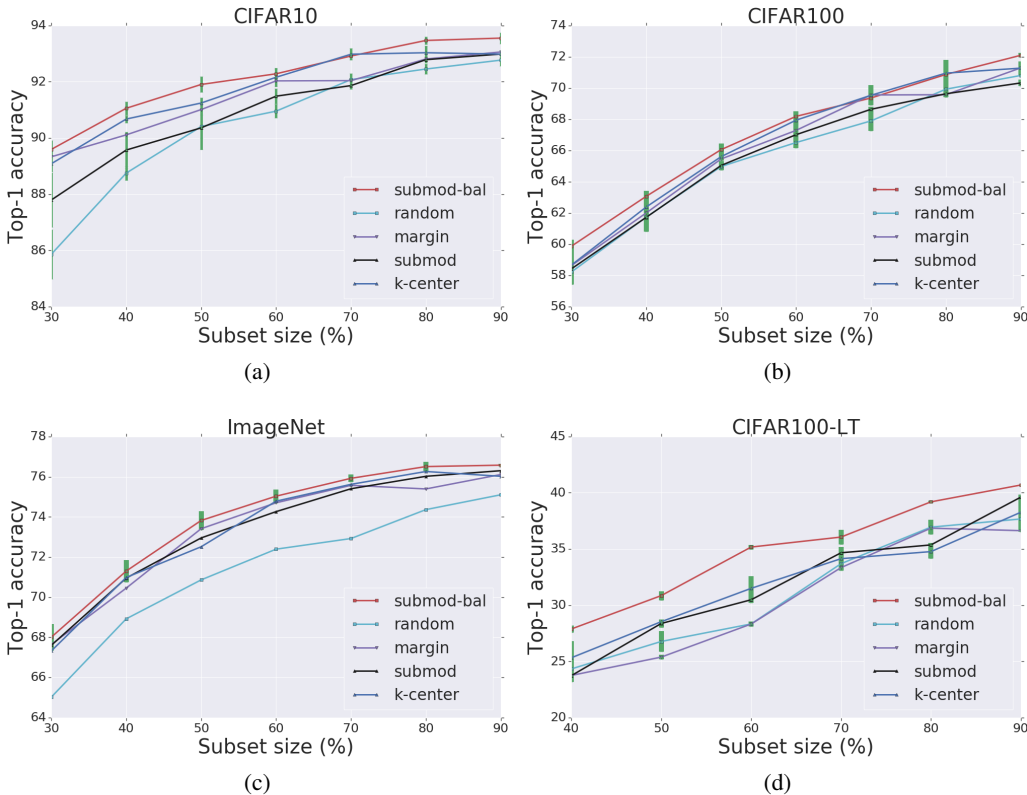 CIFAR10
94
92
90
88
86
84
Top-1 accuracy
submod-bal
random
margin
submod
k-center
30 40 50 60 70 80 90
Subset size (%)
(a)
CIFAR100
74
72
70
68
66
64
62
60
58
56
Top-1 accuracy
submod-bal
random
margin
submod
k-center
30 40 50 60 70 80 90
Subset size (%)
(b)
ImageNet
78
76
74
72
70
68
66
64
Top-1 accuracy
submod-bal
random
margin
submod
k-center
30 40 50 60 70 80 90
Subset size (%)
(c)
CIFAR100-LT
45
40
35
30
25
20
Top-1 accuracy
submod-bal
random
margin
submod
k-center
40 50 60 70 80 90
Subset size (%)
(d)